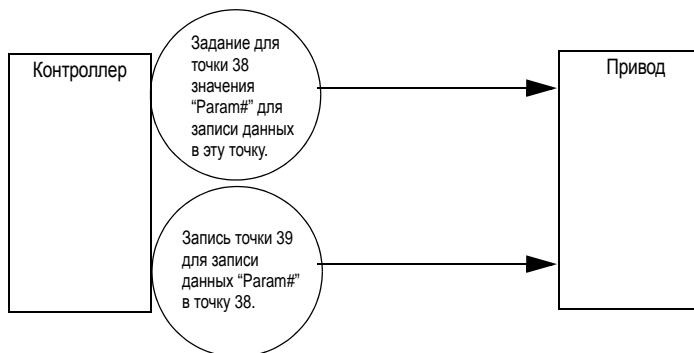 Контроллер
Задание для
точки 38
значения
“Param#” для
записи данных
в эту точку.
Привод
Запись точки 39
для записи
данных “Param#”
в точку 38.